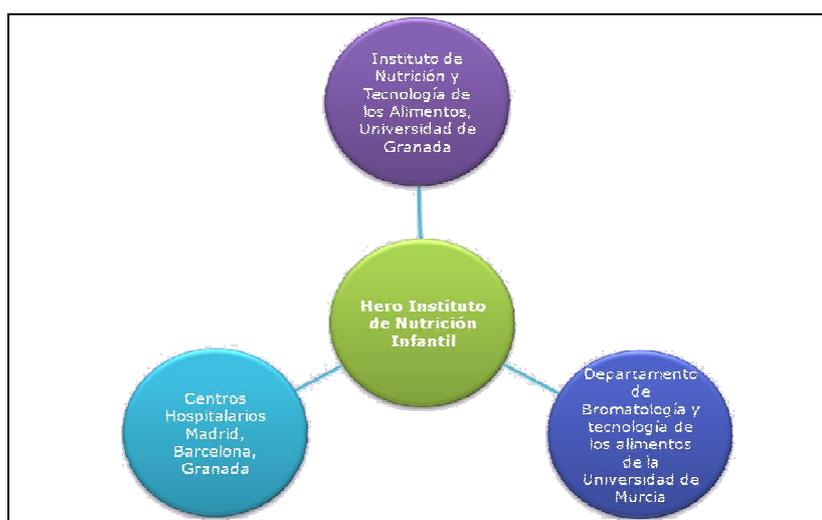 Instituto de
Nutrición y
Tecnología de
los Alimentos,
Universidad de
Granada
Hero Instituto
de Nutrición
Infantil
Centros
Hospitalarios
Madrid,
Barcelona,
Granada
Departamento
de
Bromatología y
tecnología de
los alimentos
de la
Universidad de
Murcia